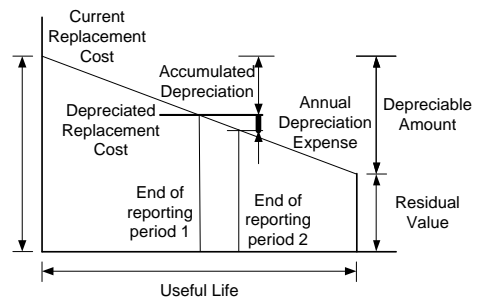 Current
Replacement
Cost
Accumulated
Depreciation
Depreciated
Replacement
Cost
Annual
Depreciation
Expense
Depreciable
Amount
End of
reporting
period 1
End of
reporting
period 2
Residual
Value
Useful Life